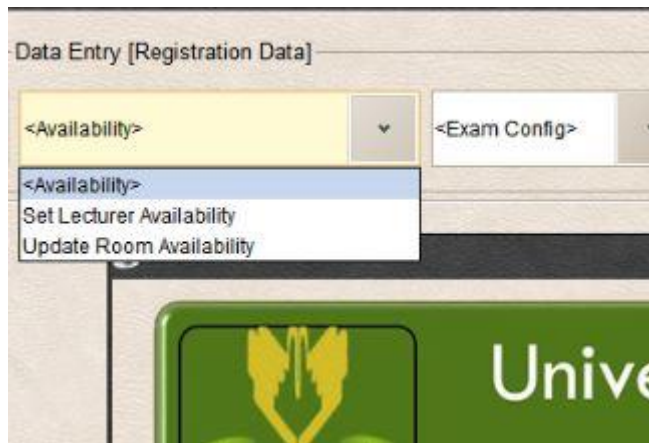 Data Entry [Registration Data]
<Availability> <Exam Config>
<Availability>
Set Lecturer Availability
Update Room Availability
Unive